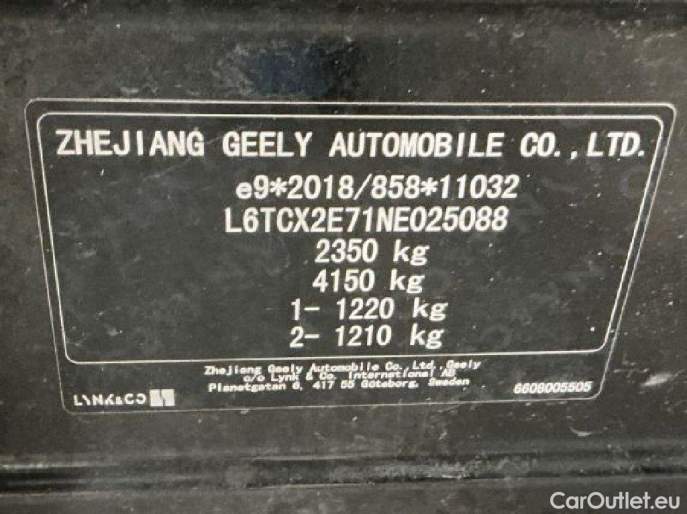 ZHEJIANG GEELY AUTOMOBILE CO.,LTD.
e9*2018/858*11032
L6TCX2E71NE025088
2350 kg
4150 kg
1- 1220 kg
2- 1210 kg
Zhejiang Geely Automobile Co., Ltd. Geely
c/o Lynk & Co. International AB
Planetgatan 6, 417 55 Göteborg, Sweden
LYNK&CO
6608005505
CarOutlet.eu